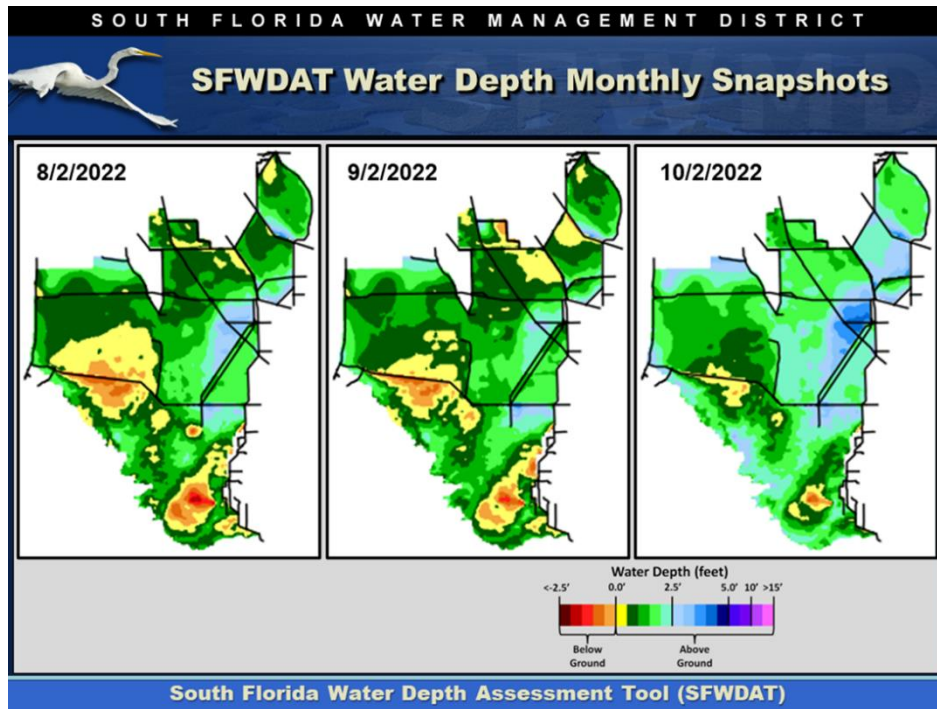 SOUTH FLORIDA WATER MANAGEMENT DISTRICT
SFWDAT Water Depth Monthly Snapshots
8/2/2022
9/2/2022
10/2/2022
Water Depth (feet)
<-2.5' 0.0' 2.5' 5.0' 10' >15'
Below Ground
Above Ground
South Florida Water Depth Assessment Tool (SFWDAT)